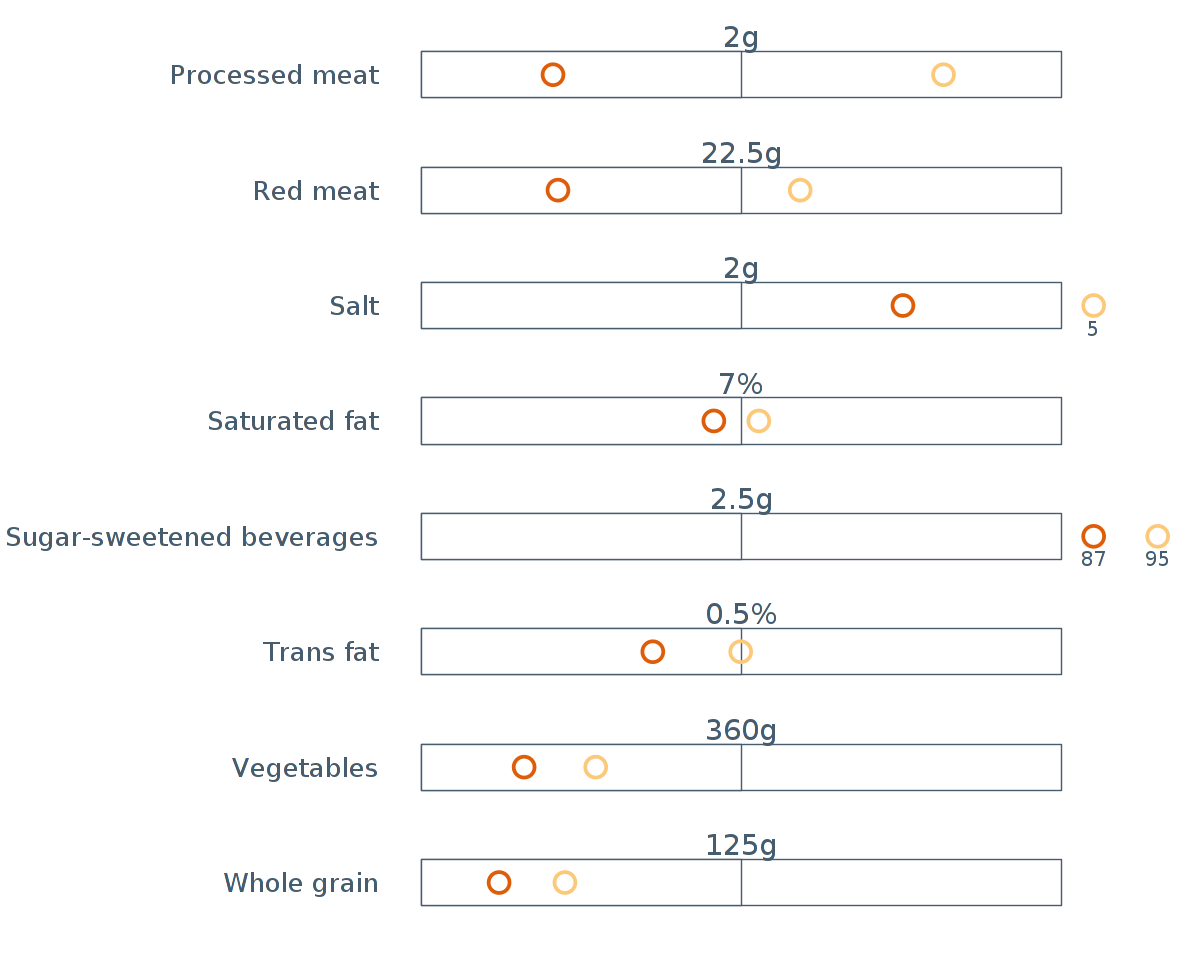 2g
Processed meat
22.5g
Red meat
2g
Salt
5
7%
Saturated fat
2.5g
Sugar-sweetened beverages
87 95
0.5%
Trans fat
360g
Vegetables
125g
Whole grain